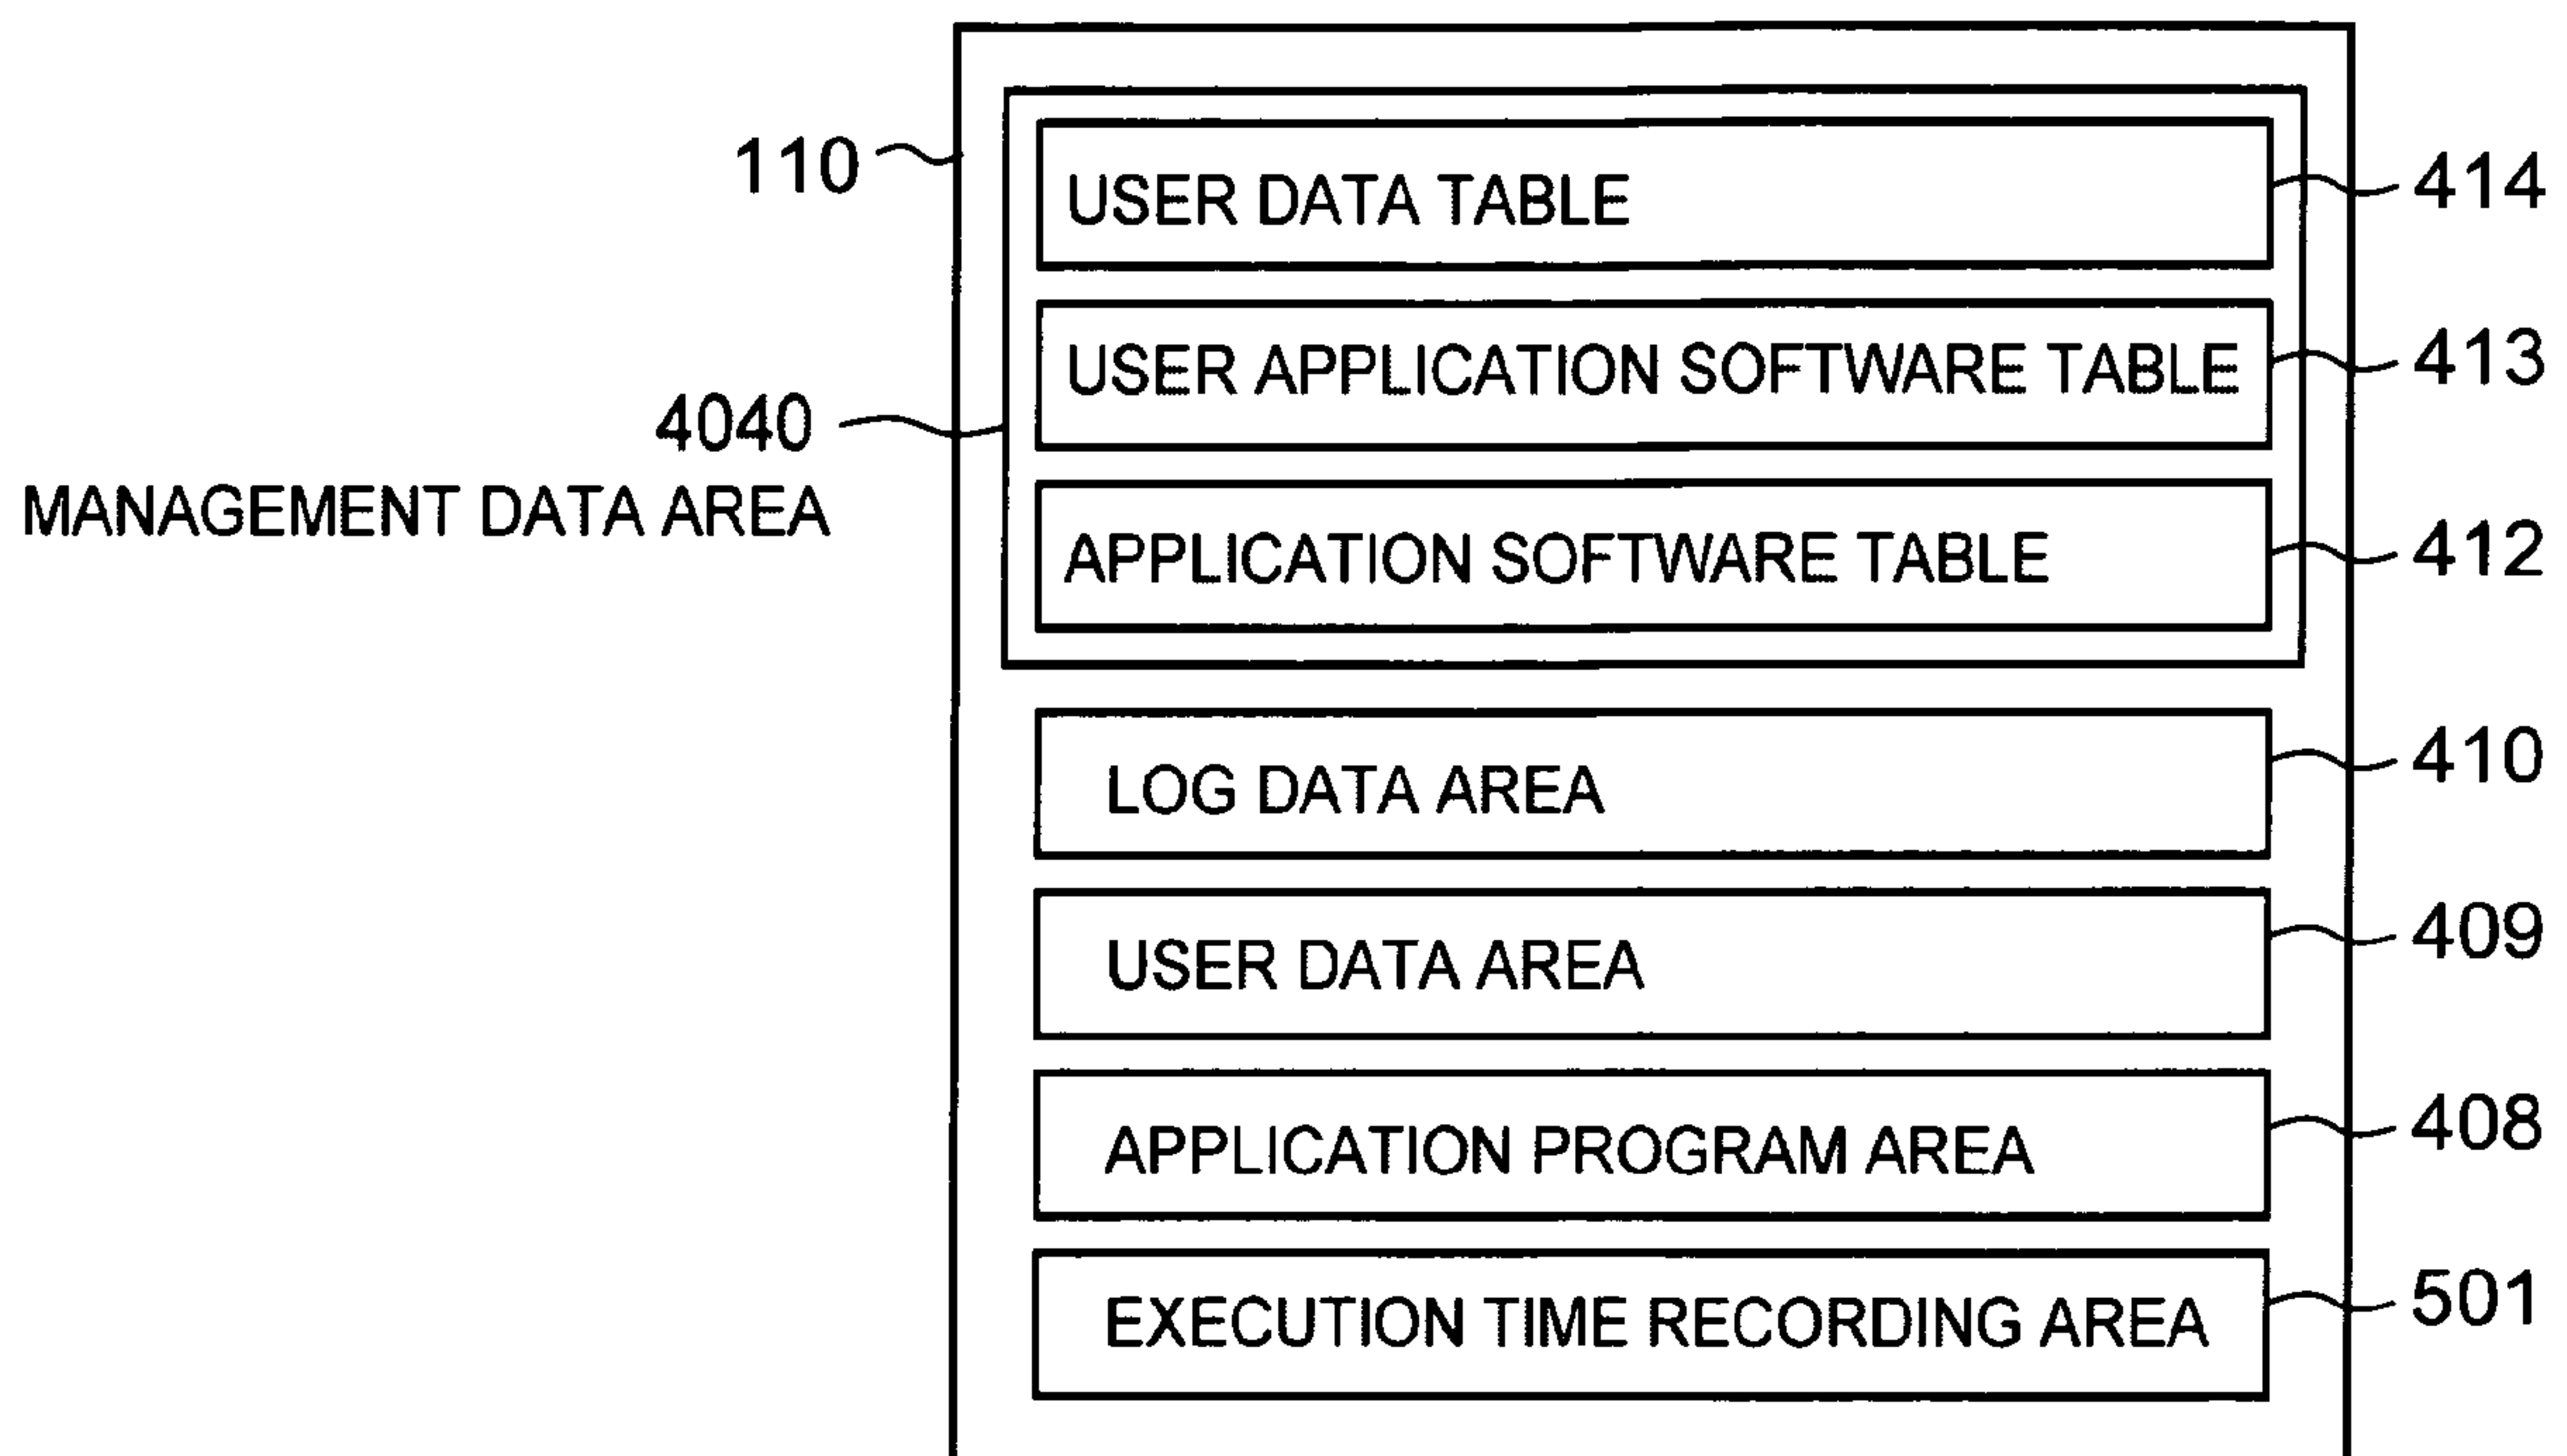 110
USER DATA TABLE
414
USER APPLICATION SOFTWARE TABLE
413
4040
MANAGEMENT DATA AREA
APPLICATION SOFTWARE TABLE
412
LOG DATA AREA
410
USER DATA AREA
409
APPLICATION PROGRAM AREA
408
EXECUTION TIME RECORDING AREA
501